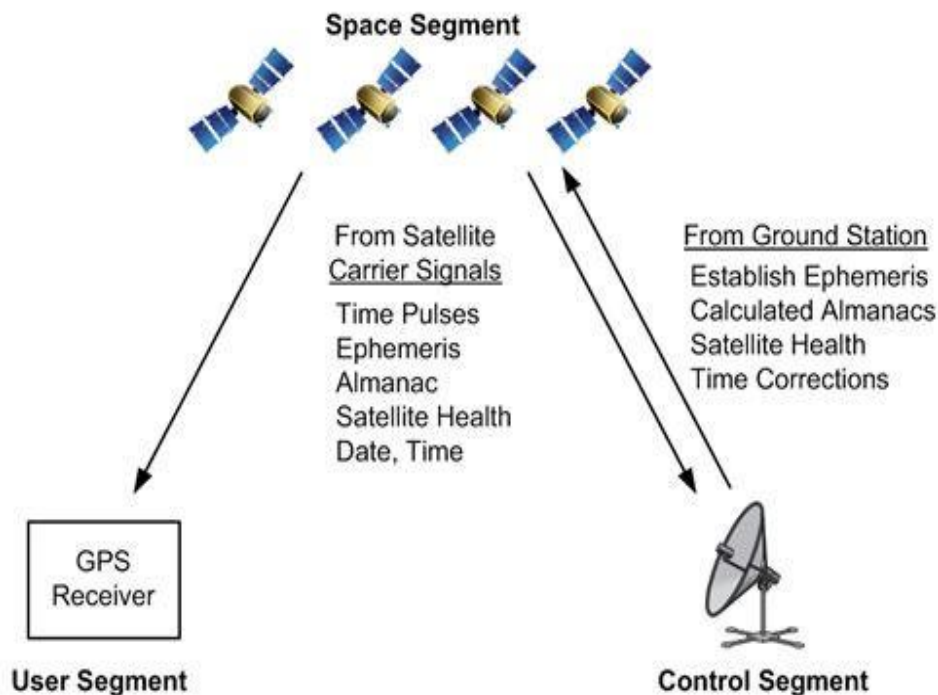 Space Segment
From Satellite
Carrier Signals
Time Pulses
Ephemeris
Almanac
Satellite Health
Date, Time
From Ground Station
Establish Ephemeris
Calculated Almanacs
Satellite Health
Time Corrections
GPS
Receiver
User Segment
Control Segment